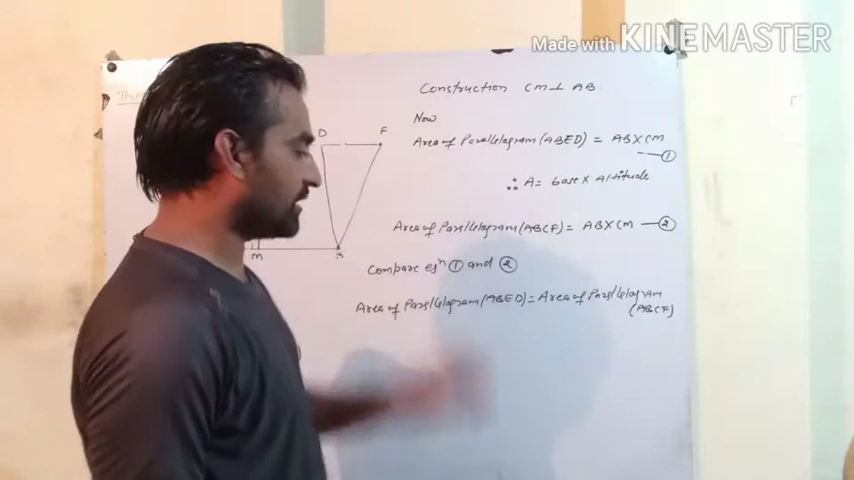 Made with KINEMASTER
Construction CM⊥ AB.
Now
D F
Area of Parallelogram (ABED) = AB×CM
—①
∴ A= base× Altitude
Area of Parallelogram (ABCF)= AB×CM —②
M B
Compare eqⁿ ① and ②
Area of Parallelogram (ABED)= Area of Parallelogram
(ABCF)